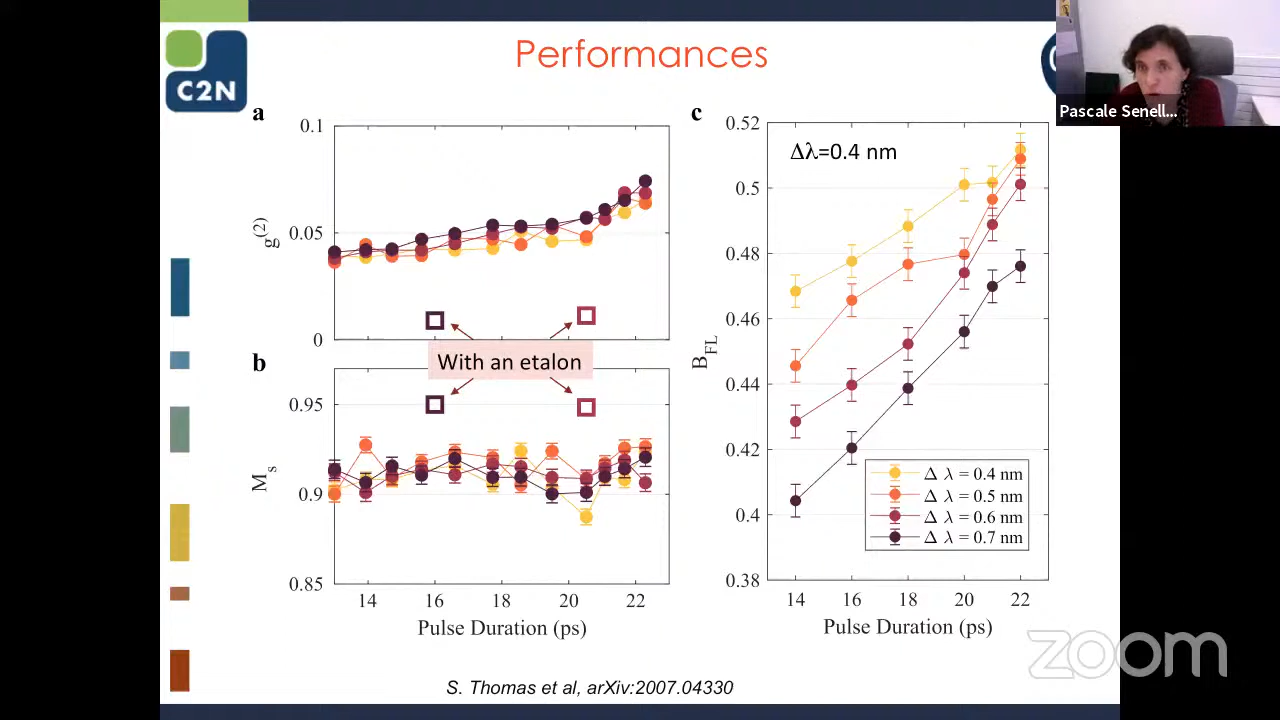 Performances
C2N
Pascale Senell...
a
0.1
0.05
0
g(2)
With an etalon
b
0.95
0.9
0.85
Ms
14 16 18 20 22
Pulse Duration (ps)
c
Δλ=0.4 nm
0.52
0.5
0.48
0.46
0.44
0.42
0.4
0.38
BFL
Δ λ = 0.4 nm
Δ λ = 0.5 nm
Δ λ = 0.6 nm
Δ λ = 0.7 nm
14 16 18 20 22
Pulse Duration (ps)
zoom
S. Thomas et al, arXiv:2007.04330